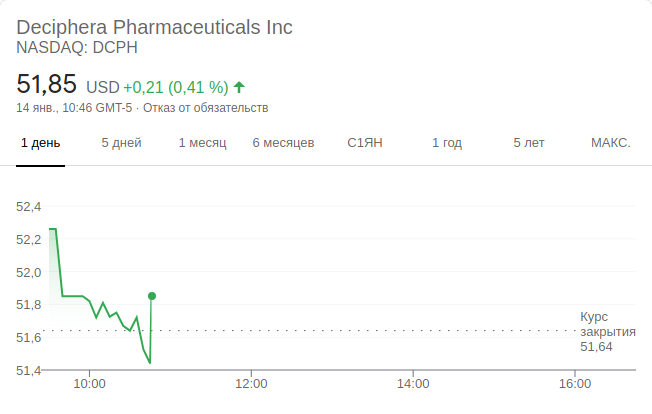 Deciphera Pharmaceuticals Inc
NASDAQ: DCPH
51,85 USD +0,21 (0,41 %)
14 янв., 10:46 GMT-5 · Отказ от обязательств
1 день 5 дней 1 месяц 6 месяцев С1ЯН 1 год 5 лет МАКС.
52,4
52,2
52,0
51,8
51,6
51,4
Курс
закрытия
51,64
10:00 12:00 14:00 16:00